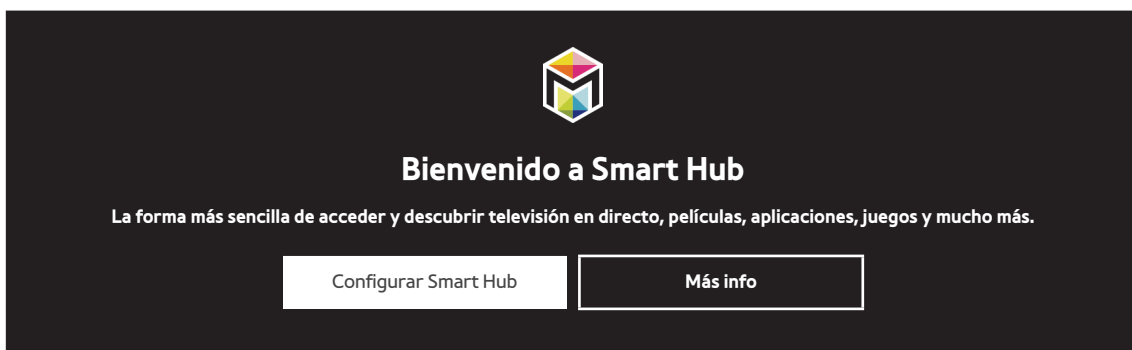 Bienvenido a Smart Hub
La forma más sencilla de acceder y descubrir televisión en directo, películas, aplicaciones, juegos y mucho más.
Configurar Smart Hub
Más info